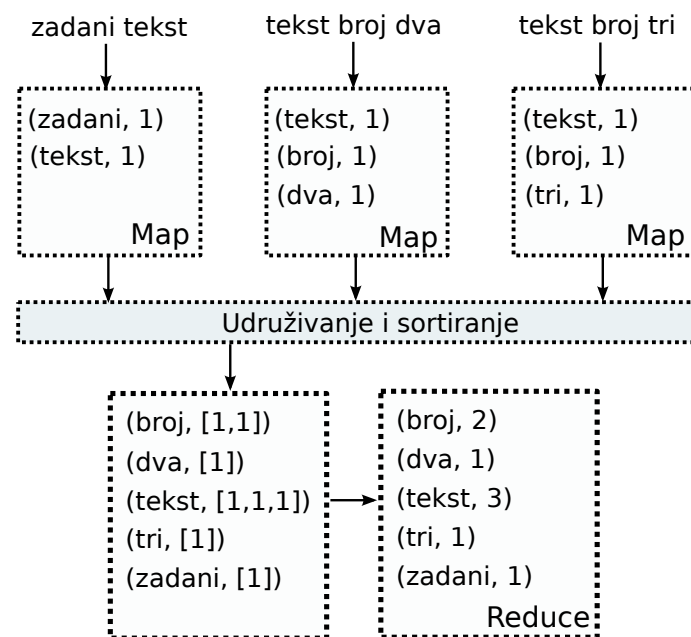 zadani tekst
tekst broj dva
tekst broj tri
(zadani, 1)
(tekst, 1)
Map
(tekst, 1)
(broj, 1)
(dva, 1)
Map
(tekst, 1)
(broj, 1)
(tri, 1)
Map
Udruživanje i sortiranje
(broj, [1,1])
(dva, [1])
(tekst, [1,1,1])
(tri, [1])
(zadani, [1])
(broj, 2)
(dva, 1)
(tekst, 3)
(tri, 1)
(zadani, 1)
Reduce